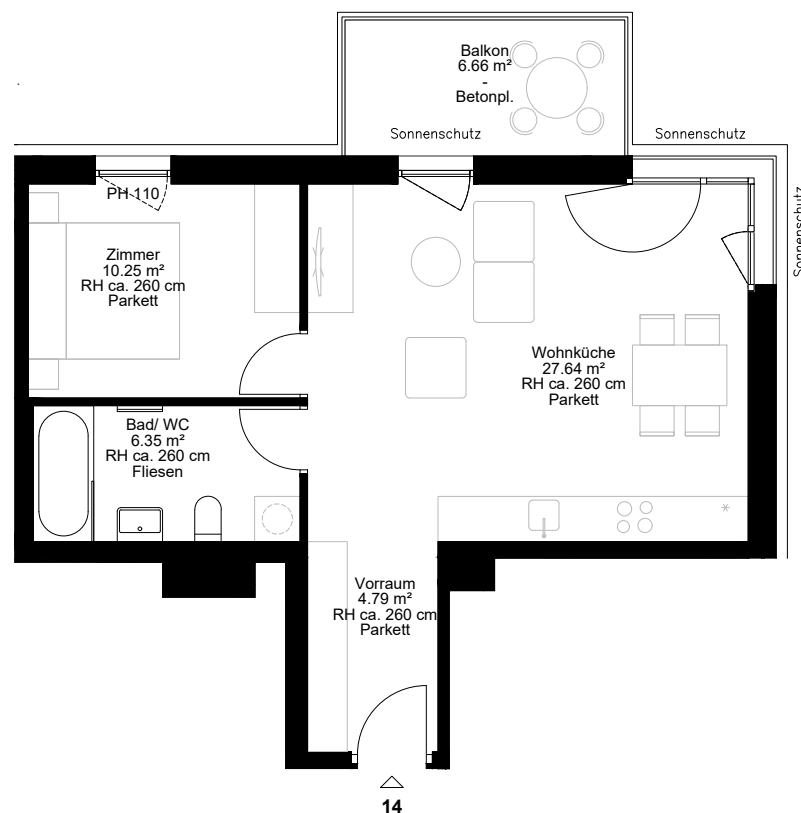 Balkon
6.66 m²
-
Betonpl.
Sonnenschutz
Sonnenschutz
Sonnenschutz
PH 110
Zimmer
10.25 m²
RH ca. 260 cm
Parkett
Wohnküche
27.64 m²
RH ca. 260 cm
Parkett
Bad/ WC
6.35 m²
RH ca. 260 cm
Fliesen
*
Vorraum
4.79 m²
RH ca. 260 cm
Parkett
14